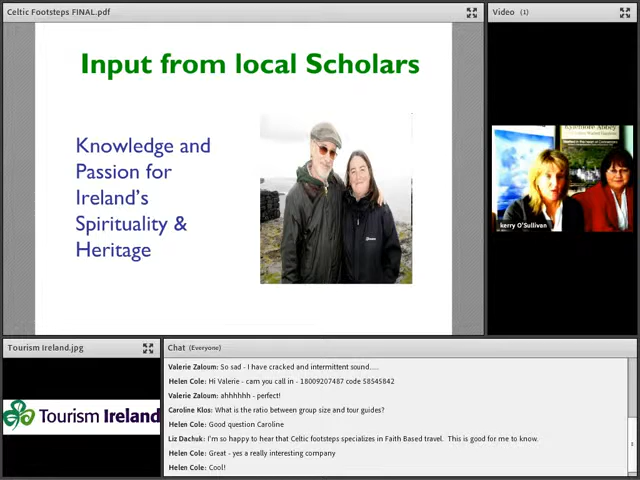 Celtic Footsteps FINAL.pdf
Input from local Scholars
Knowledge and
Passion for
Ireland's
Spirituality &
Heritage
Video (1)
Kylemore Abbey
kerry O'Sullivan
Tourism Ireland.jpg
Tourism Ireland
Chat (Everyone)
Valerie Zaloum: So sad - I have cracked and intermittent sound.....
Helen Cole: Hi Valerie - cam you call in - 18009207487 code 58545842
Valerie Zaloum: ahhhhhh - perfect!
Caroline Klos: What is the ratio between group size and tour guides?
Helen Cole: Good question Caroline
Liz Dachuk: I'm so happy to hear that Celtic footsteps specializes in Faith Based travel. This is good for me to know.
Helen Cole: Great - yes a really interesting company
Helen Cole: Cool!